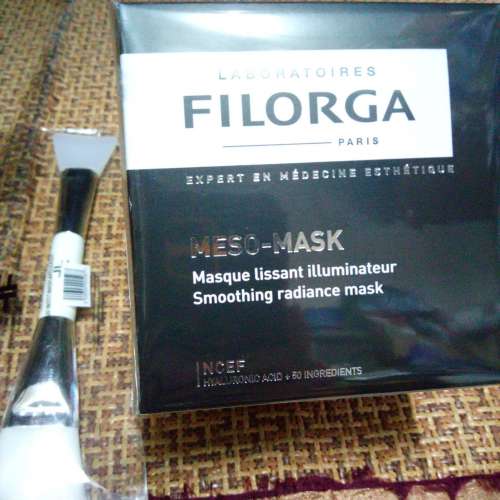 LABORATOIRES
FILORGA
PARIS
EXPERT EN MÉDECINE ESTHÉTIQUE
MESO-MASK
Masque lissant illuminateur
Smoothing radiance mask
NCEF
HYALURONIC ACID + 50 INGREDIENTS